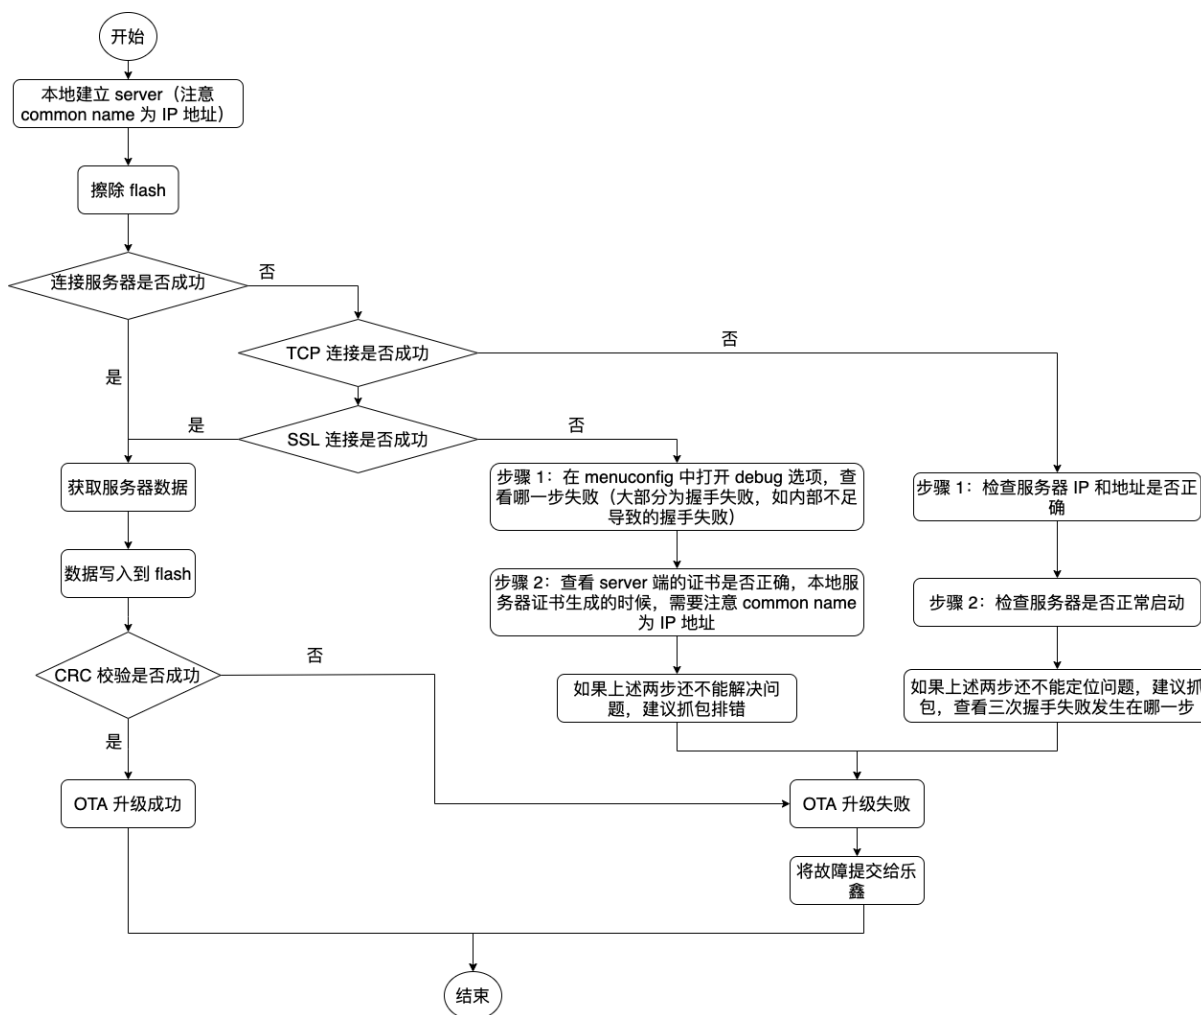 开始
本地建立 server（注意
common name 为 IP 地址）
擦除 flash
连接服务器是否成功
否
TCP 连接是否成功
否
是
SSL 连接是否成功
是
否
获取服务器数据
步骤 1：在 menuconfig 中打开 debug 选项，查
看哪一步失败（大部分为握手失败，如内部不足
导致的握手失败）
步骤 1：检查服务器 IP 和地址是否正
确
数据写入到 flash
步骤 2：查看 server 端的证书是否正确，本地服
务器证书生成的时候，需要注意 common name
为 IP 地址
步骤 2：检查服务器是否正常启动
CRC 校验是否成功
否
如果上述两步还不能解决问
题，建议抓包排错
如果上述两步还不能定位问题，建议抓
包，查看三次握手失败发生在哪一步
是
OTA 升级成功
OTA 升级失败
将故障提交给乐
鑫
结束